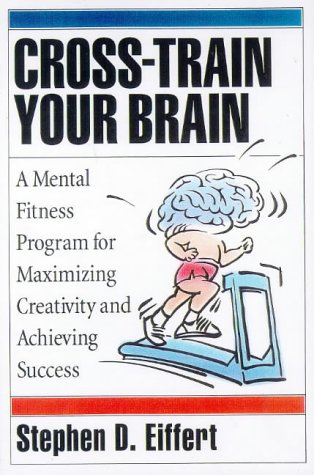 CROSS-TRAIN
YOUR BRAIN
A Mental
Fitness
Program for
Maximizing
Creativity and
Achieving
Success
Stephen D. Eiffert